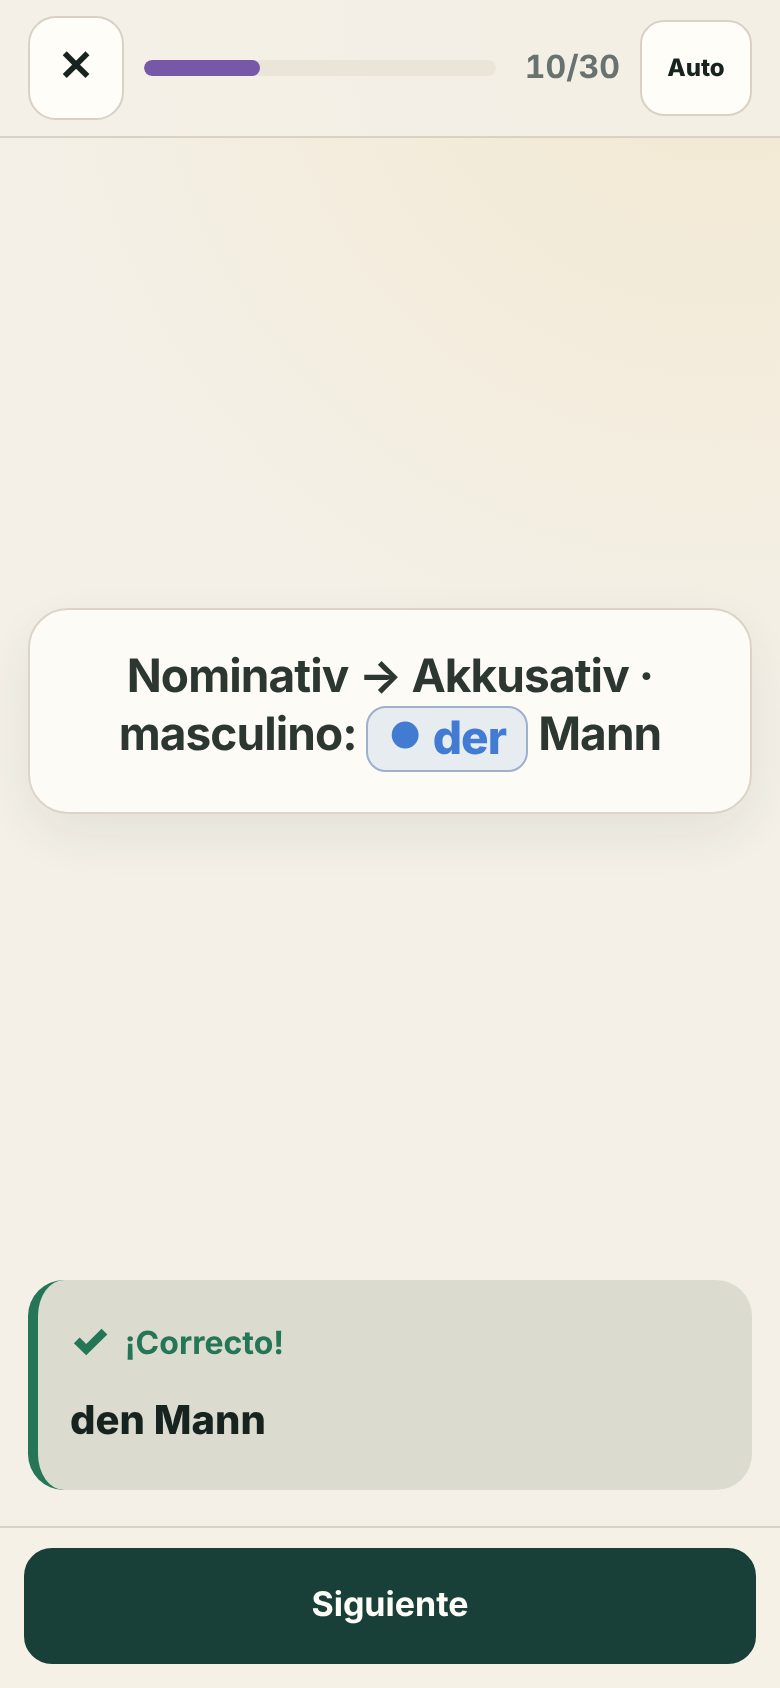 10/30
Auto
Nominativ → Akkusativ ·
masculino: der Mann
¡Correcto!
den Mann
Siguiente